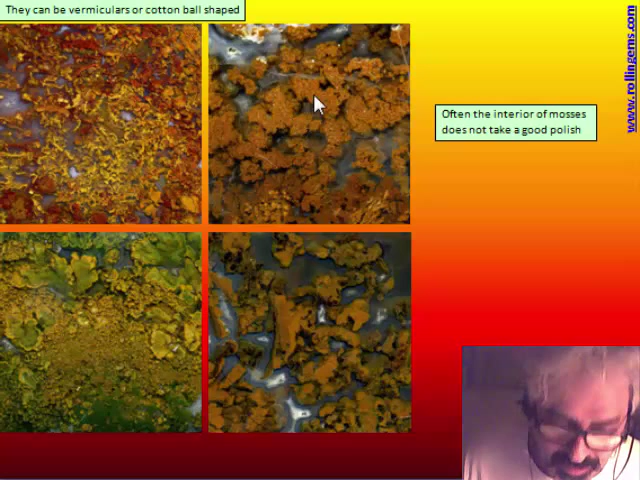 They can be vermiculars or cotton ball shaped
www.rollingems.com
Often the interior of mosses
does not take a good polish